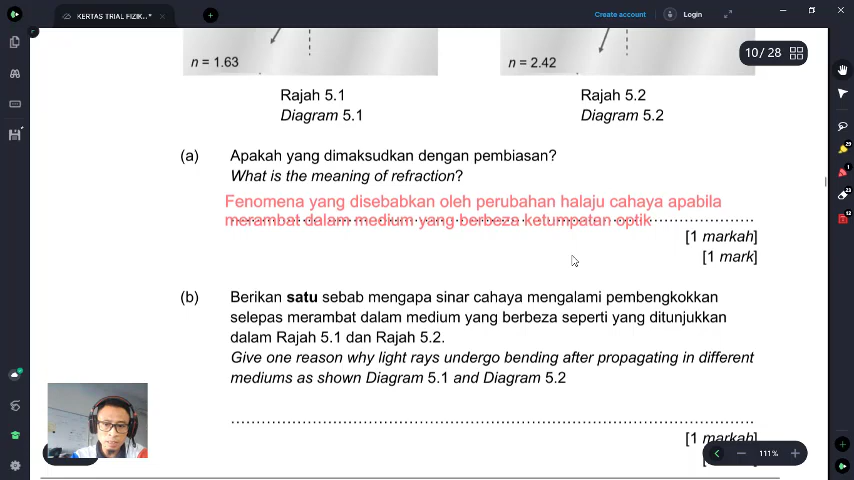 KERTAS TRIAL FIZIK..*
Create account
Login
10/28
n = 1.63
n = 2.42
Rajah 5.1
Diagram 5.1
Rajah 5.2
Diagram 5.2
(a) Apakah yang dimaksudkan dengan pembiasan?
What is the meaning of refraction?
Fenomena yang disebabkan oleh perubahan halaju cahaya apabila
merambat dalam medium yang berbeza ketumpatan optik
[1 markah]
[1 mark]
(b) Berikan satu sebab mengapa sinar cahaya mengalami pembengkokkan
selepas merambat dalam medium yang berbeza seperti yang ditunjukkan
dalam Rajah 5.1 dan Rajah 5.2.
Give one reason why light rays undergo bending after propagating in different
mediums as shown Diagram 5.1 and Diagram 5.2
[1 markah]
111%